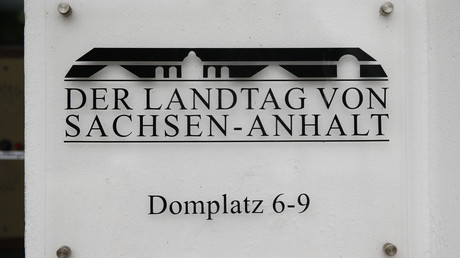 DER LANDTAG VON
SACHSEN-ANHALT
Domplatz 6-9